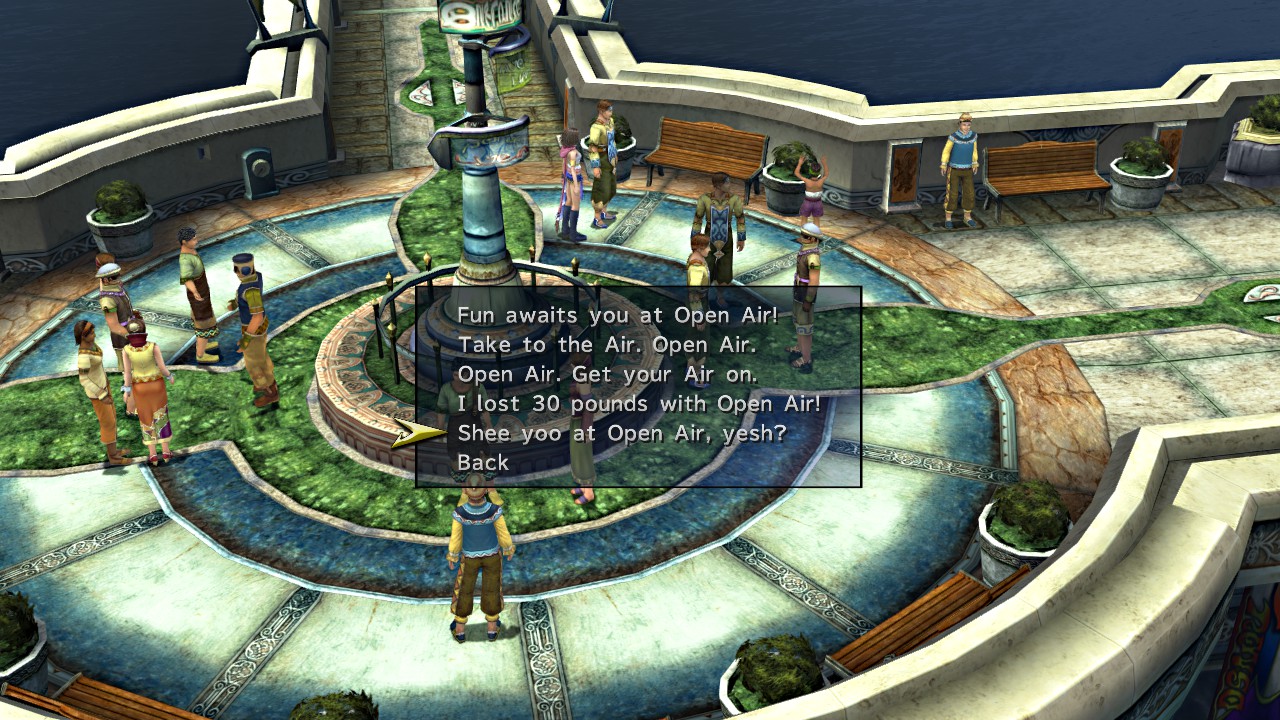 Fun awaits you at Open Air!
Take to the Air. Open Air.
Open Air. Get your Air on.
I lost 30 pounds with Open Air!
Shee yoo at Open Air, yesh?
Back